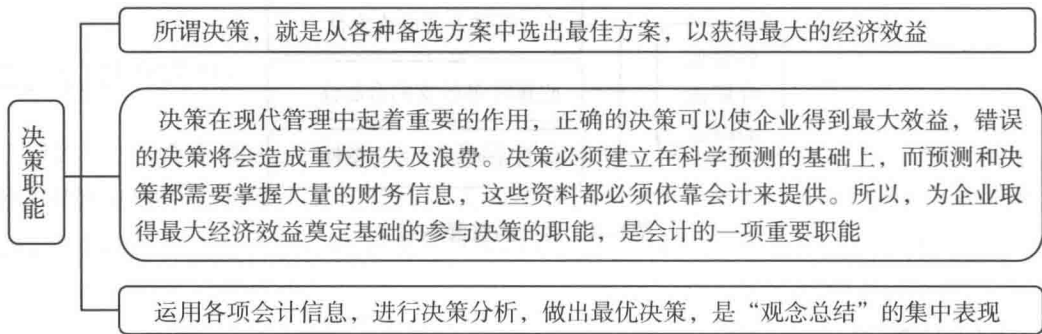 决策职能
所谓决策，就是从各种备选方案中选出最佳方案，以获得最大的经济效益
决策在现代管理中起着重要的作用，正确的决策可以使企业得到最大效益，错误
的决策将会造成重大损失及浪费。决策必须建立在科学预测的基础上，而预测和决
策都需要掌握大量的财务信息，这些资料都必须依靠会计来提供。所以，为企业取
得最大经济效益奠定基础的参与决策的职能，是会计的一项重要职能
运用各项会计信息，进行决策分析，做出最优决策，是“观念总结”的集中表现